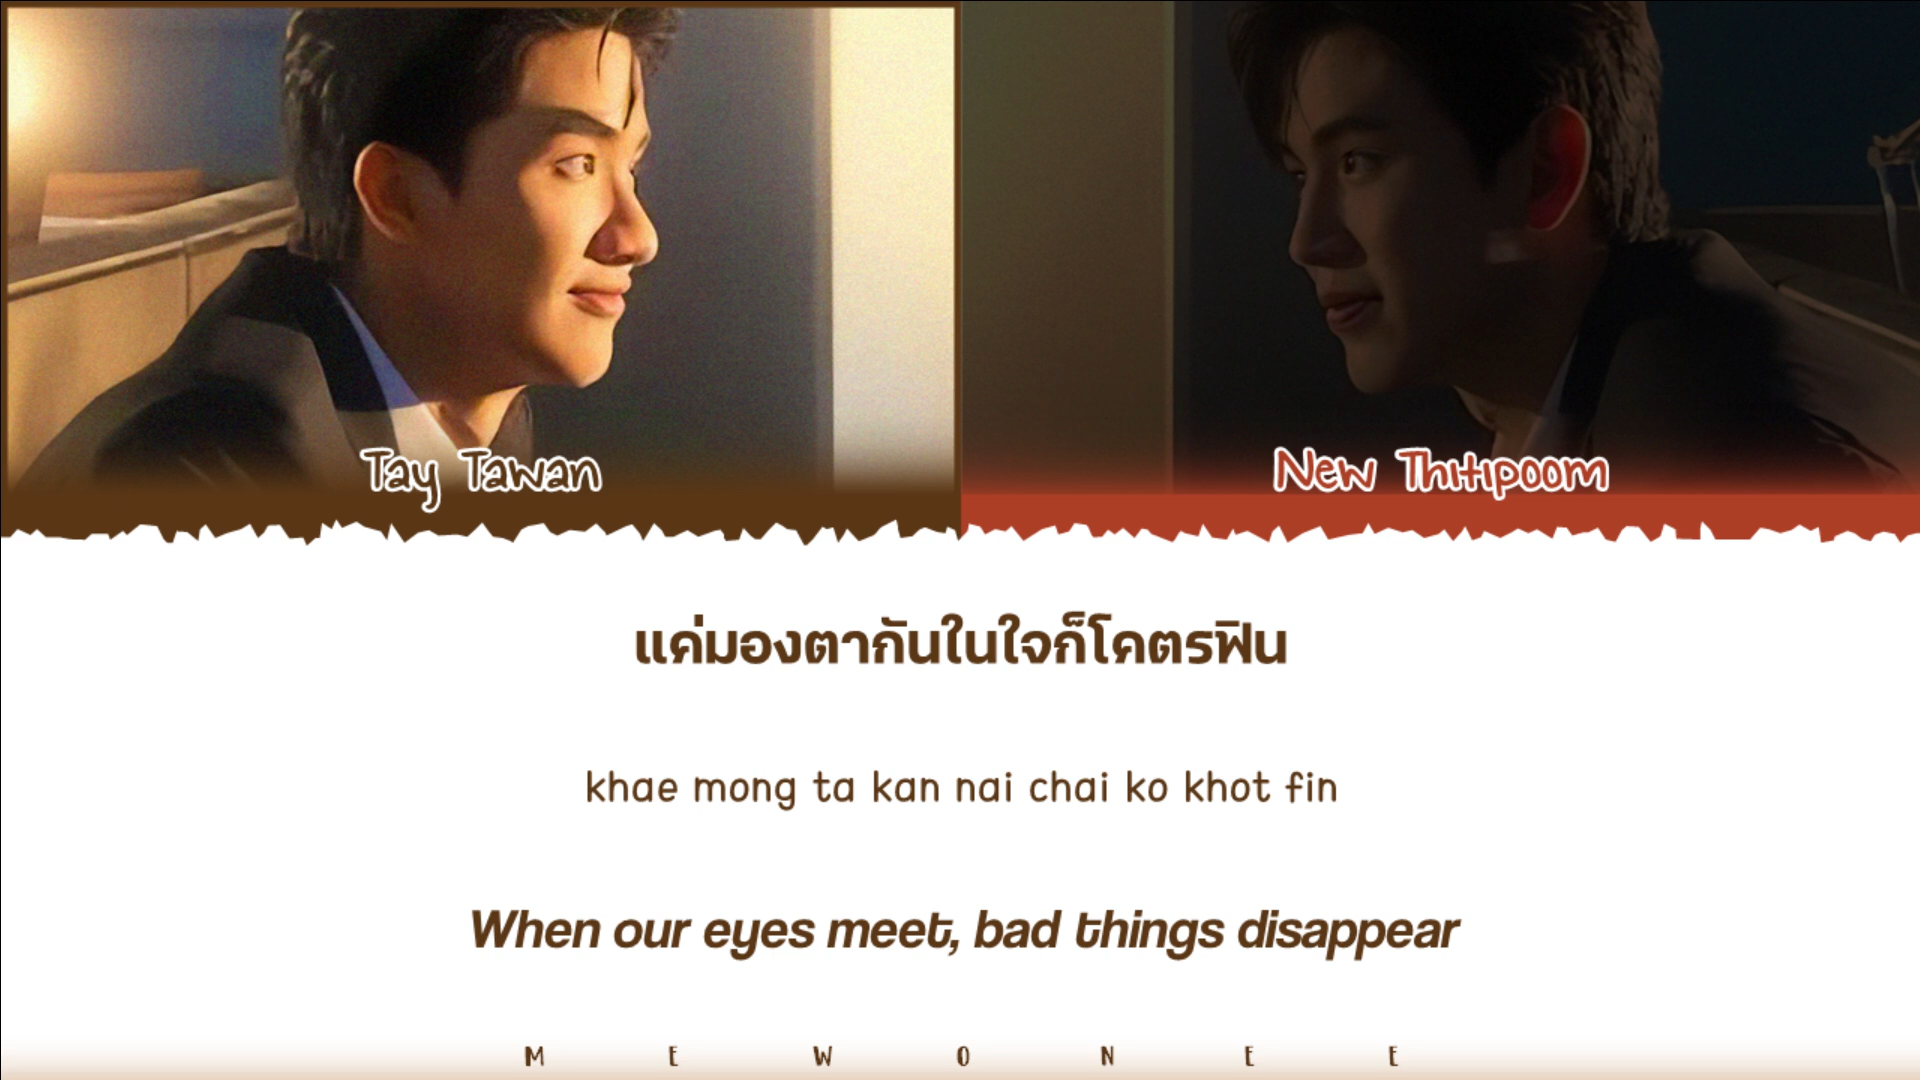 Tay Tawan
New Thitipoom
แค่มองตากันในใจก็โคตรฟิน
khae mong ta kan nai chai ko khot fin
When our eyes meet, bad things disappear
M E W O N E E